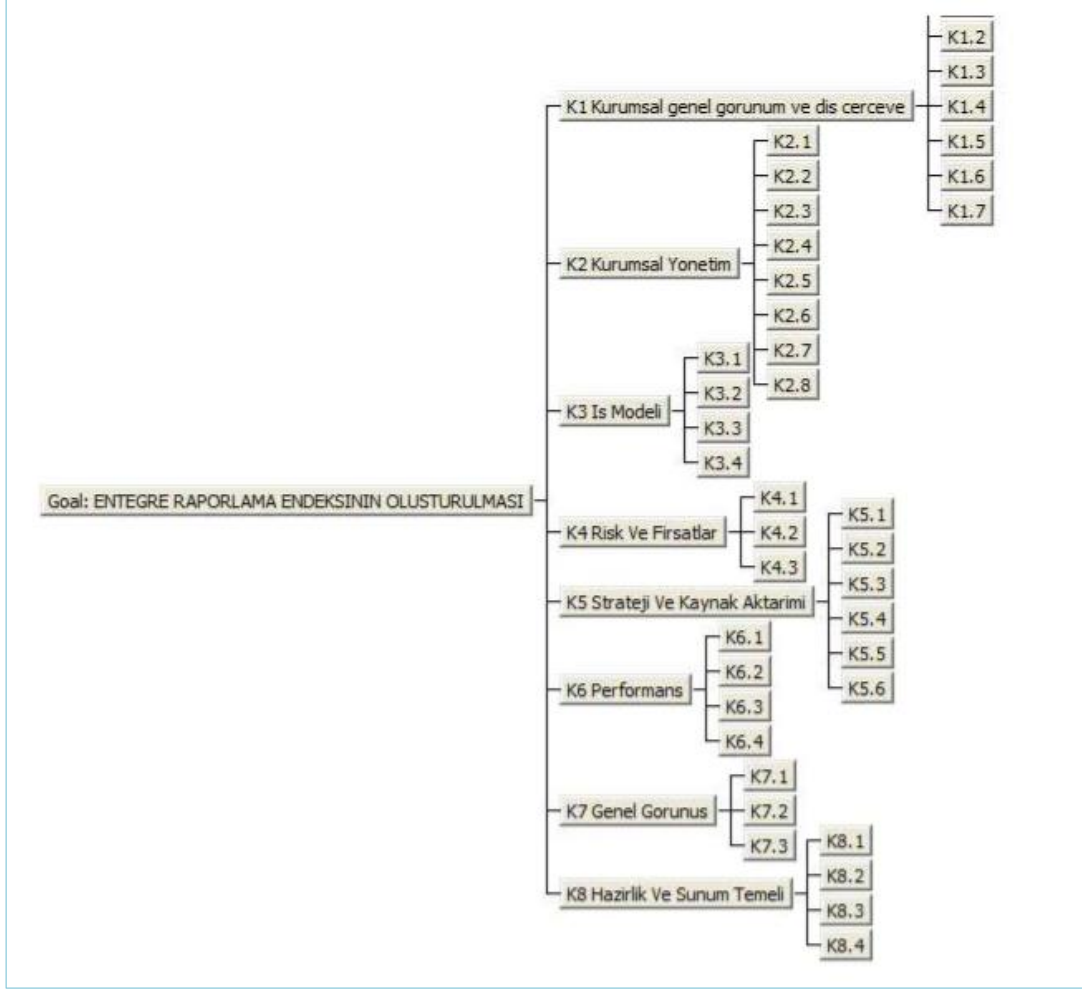 K1.2
K1.3
K1 Kurumsal genel gorunum ve dis cerceve
K1.4
K1.5
K1.6
K1.7
K2.1
K2.2
K2.3
K2.4
K2 Kurumsal Yonetim
K2.5
K2.6
K2.7
K2.8
K3.1
K3.2
K3 Is Modeli
K3.3
K3.4
Goal: ENTEGRE RAPORLAMA ENDEKSININ OLUSTURULMASI
K4.1
K4 Risk Ve Firsatlar
K4.2
K4.3
K5.1
K5.2
K5.3
K5 Strateji Ve Kaynak Aktarimi
K5.4
K5.5
K5.6
K6.1
K6.2
K6 Performans
K6.3
K6.4
K7.1
K7 Genel Gorunus
K7.2
K7.3
K8.1
K8.2
K8 Hazirlik Ve Sunum Temeli
K8.3
K8.4